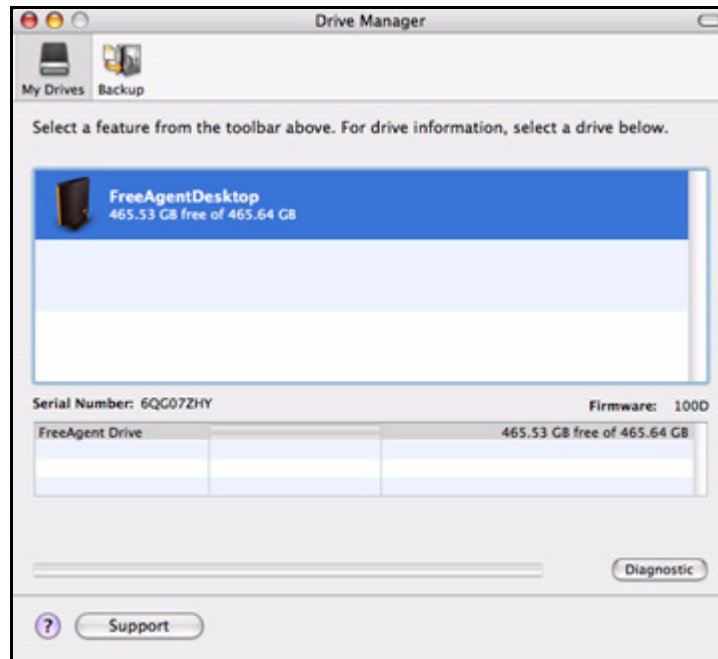 Drive Manager
My Drives Backup
Select a feature from the toolbar above. For drive information, select a drive below.
FreeAgentDesktop
465.53 GB free of 465.64 GB
Serial Number: 6QG07ZHY Firmware: 100D
FreeAgent Drive 465.53 GB free of 465.64 GB
Diagnostic
? Support